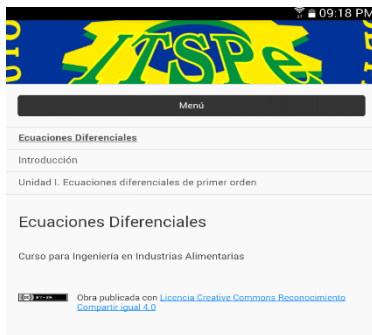 09:18 PM
ITSPe
Menú
Ecuaciones Diferenciales
Introducción
Unidad I. Ecuaciones diferenciales de primer orden
Ecuaciones Diferenciales
Curso para Ingeniería en Industrias Alimentarias
Obra publicada con Licencia Creative Commons Reconocimiento
Compartir igual 4.0